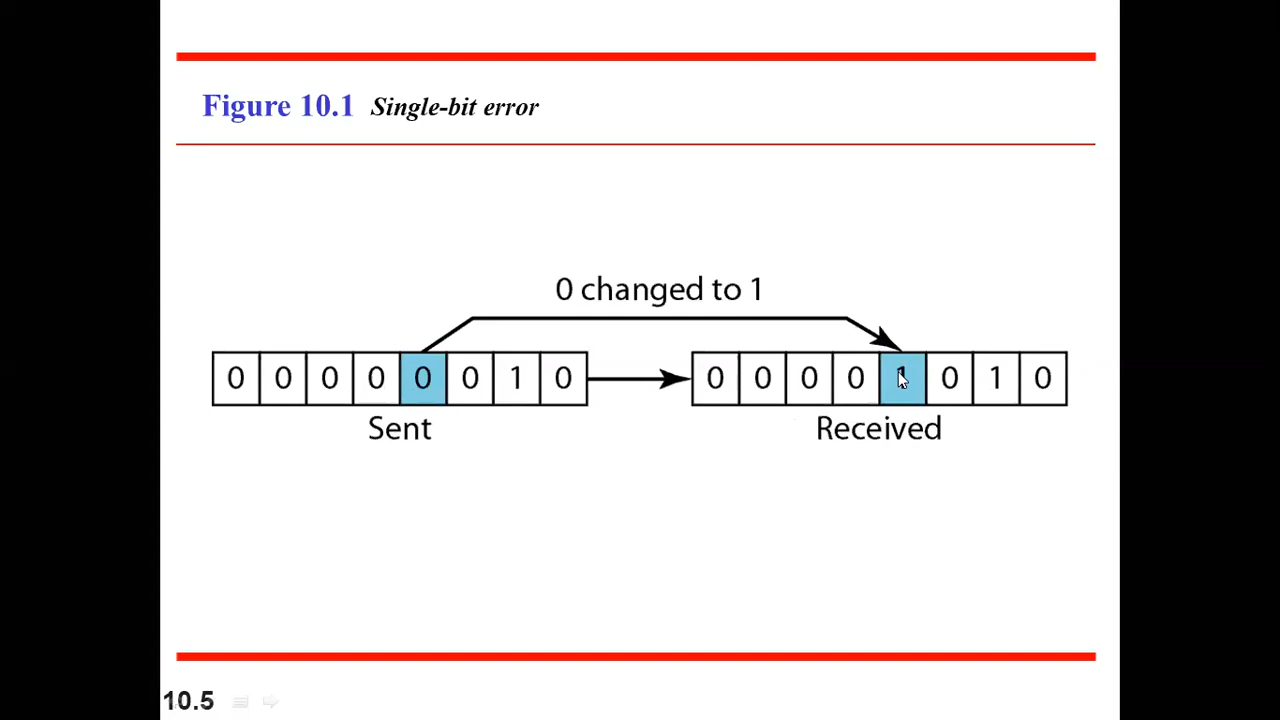 Figure 10.1 Single-bit error
0 changed to 1
0 0 0 0 0 0 1 0 0 0 0 0 1 0 1 0
Sent Received
10.5